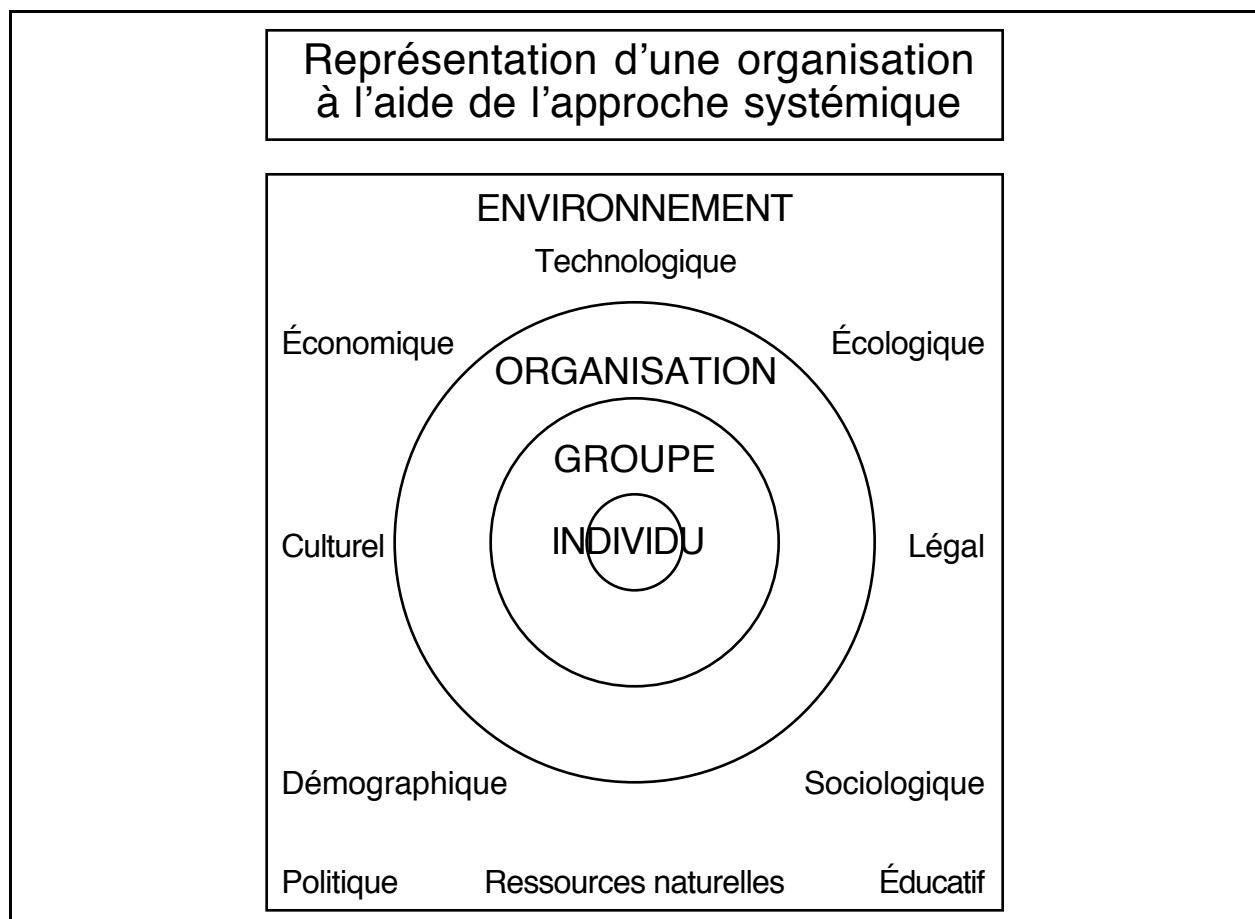 Représentation d'une organisation
à l'aide de l'approche systémique
ENVIRONNEMENT
Technologique
Économique
Écologique
ORGANISATION
GROUPE
INDIVIDU
Culturel
Légal
Démographique
Sociologique
Politique
Ressources naturelles
Éducatif